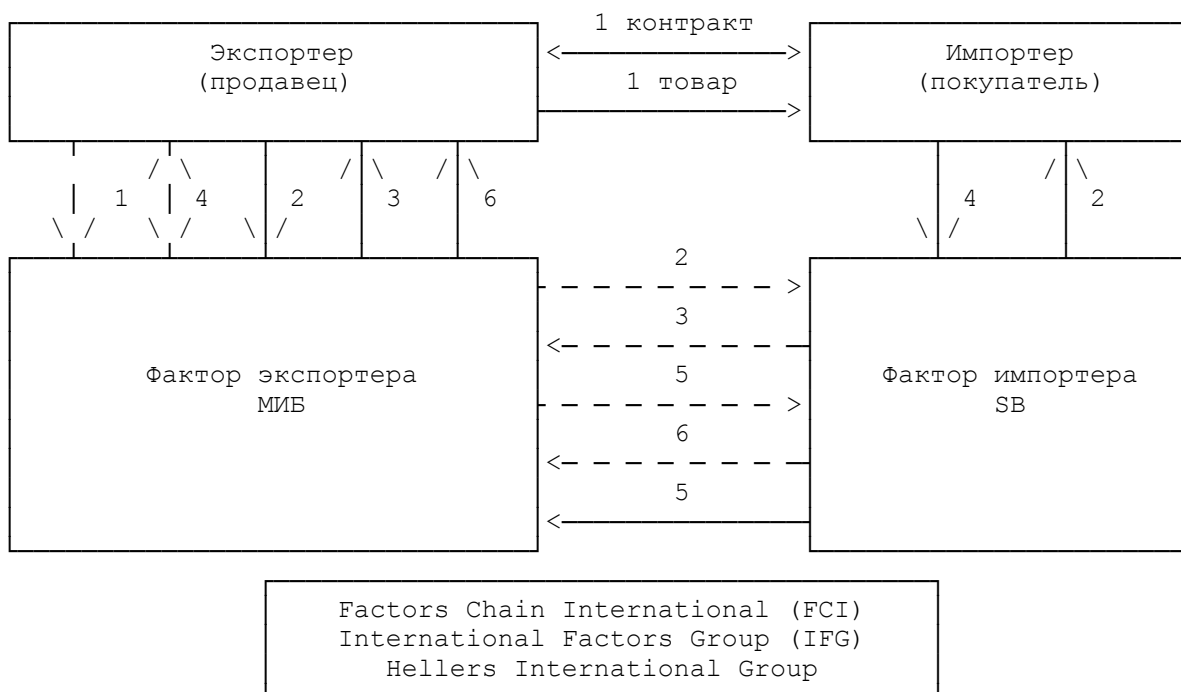 1 контракт
Экспортер
(продавец)
Импортер
(покупатель)
1 товар
1 4 2 3 6
4 2
2
3
Фактор экспортера
МИБ
5
Фактор импортера
SB
6
5
Factors Chain International (FCI)
International Factors Group (IFG)
Hellers International Group